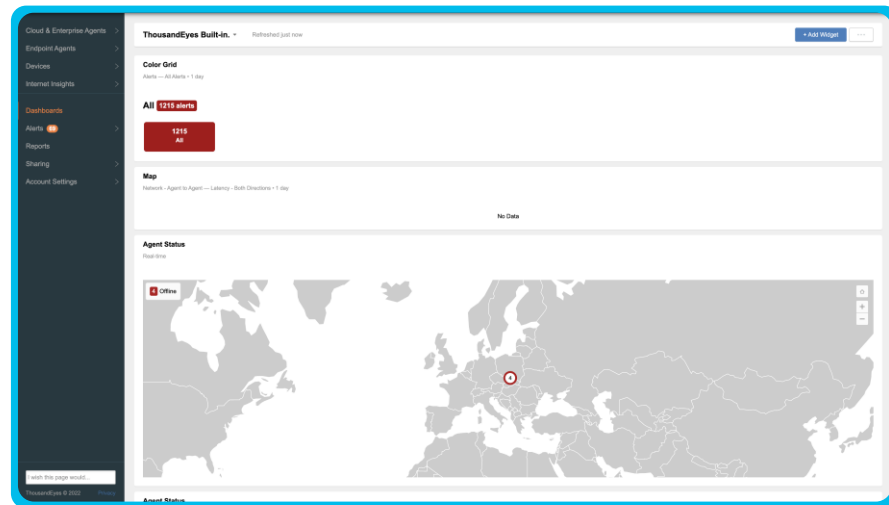 Cloud & Enterprise Agents
Endpoint Agents
Devices
Internet Insights
Dashboards
Alerts
Reports
Sharing
Account Settings
I wish this page would...
ThousandEyes © 2022 Privacy
ThousandEyes Built-in. Refreshed just now
+ Add Widget
Color Grid
Alerts — All Alerts • 1 day
All 1215 alerts
1215
All
Map
Network - Agent to Agent — Latency - Both Directions • 1 day
No Data
Agent Status
Real-time
4 Offline
4
Agent Status